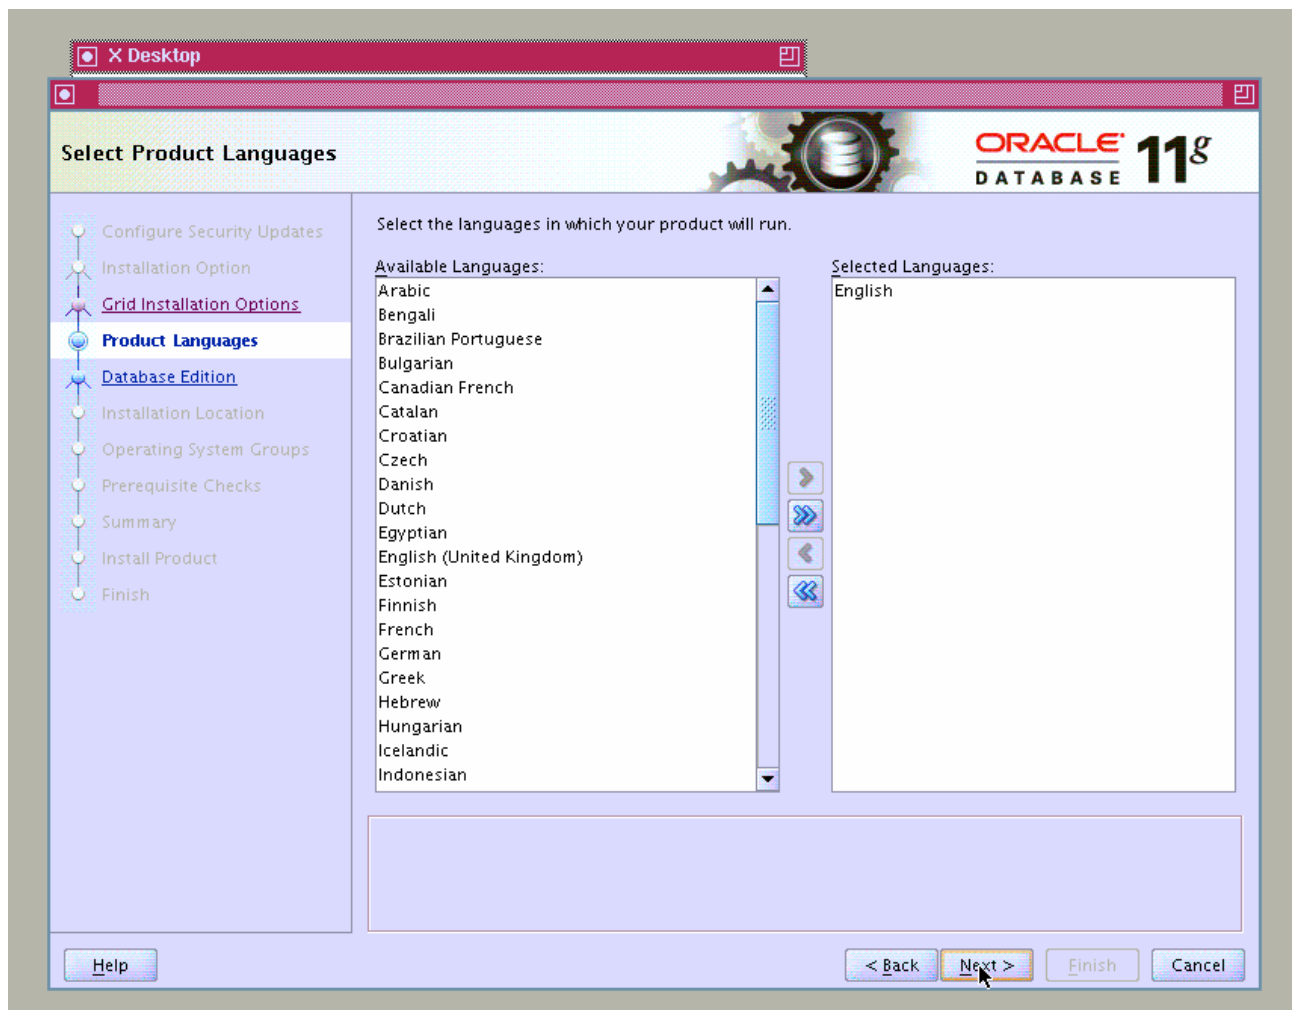 X Desktop
Select Product Languages
ORACLE
DATABASE
11g
Configure Security Updates
Installation Option
Grid Installation Options
Product Languages
Database Edition
Installation Location
Operating System Groups
Prerequisite Checks
Summary
Install Product
Finish
Select the languages in which your product will run.
Available Languages:
Arabic
Bengali
Brazilian Portuguese
Bulgarian
Canadian French
Catalan
Croatian
Czech
Danish
Dutch
Egyptian
English (United Kingdom)
Estonian
Finnish
French
German
Greek
Hebrew
Hungarian
Icelandic
Indonesian
Selected Languages:
English
Help
< Back
Next >
Finish
Cancel